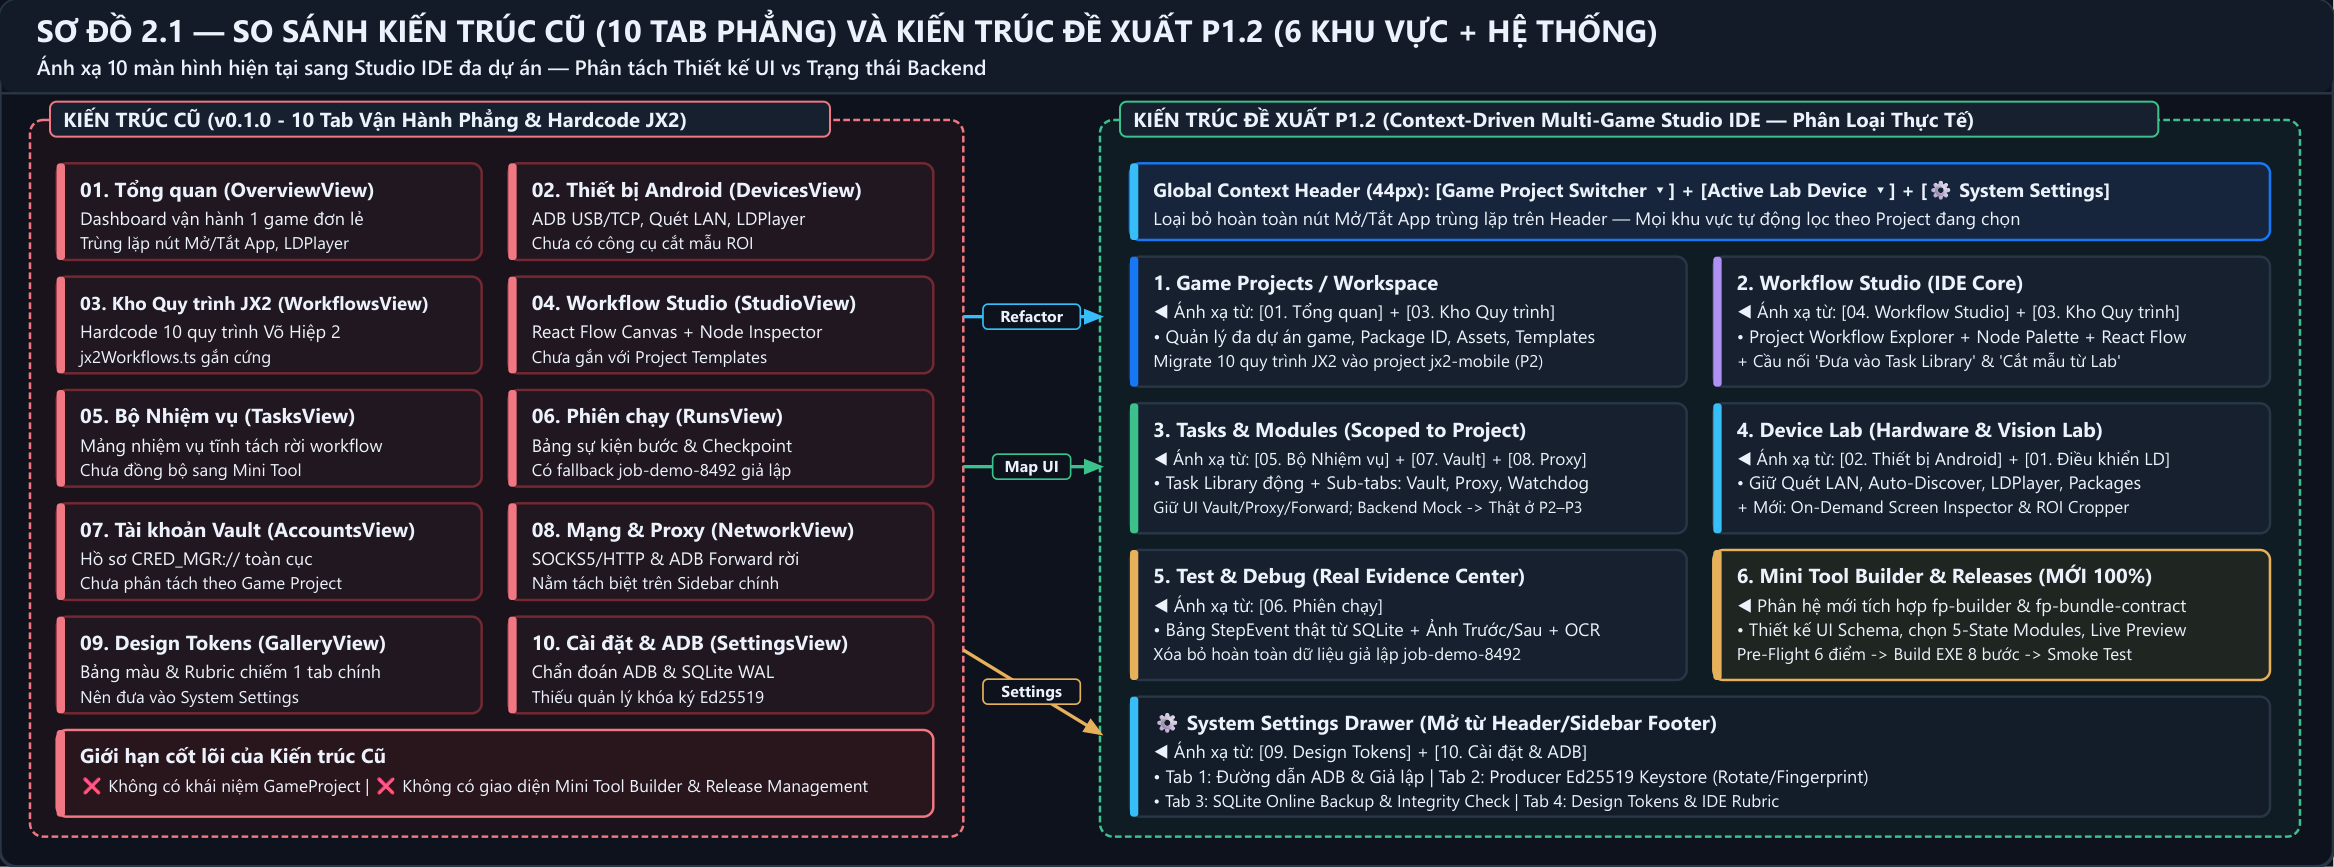 SƠ ĐỒ 2.1 — SO SÁNH KIẾN TRÚC CŨ (10 TAB PHẲNG) VÀ KIẾN TRÚC ĐỀ XUẤT P1.2 (6 KHU VỰC + HỆ THỐNG)
Ánh xạ 10 màn hình hiện tại sang Studio IDE đa dự án — Phân tách Thiết kế UI vs Trạng thái Backend
KIẾN TRÚC CŨ (v0.1.0 - 10 Tab Vận Hành Phẳng & Hardcode JX2)
01. Tổng quan (OverviewView)
Dashboard vận hành 1 game đơn lẻ
Trùng lặp nút Mở/Tắt App, LDPlayer
02. Thiết bị Android (DevicesView)
ADB USB/TCP, Quét LAN, LDPlayer
Chưa có công cụ cắt mẫu ROI
03. Kho Quy trình JX2 (WorkflowsView)
Hardcode 10 quy trình Võ Hiệp 2
jx2Workflows.ts gắn cứng
04. Workflow Studio (StudioView)
React Flow Canvas + Node Inspector
Chưa gắn với Project Templates
05. Bộ Nhiệm vụ (TasksView)
Mảng nhiệm vụ tĩnh tách rời workflow
Chưa đồng bộ sang Mini Tool
06. Phiên chạy (RunsView)
Bảng sự kiện bước & Checkpoint
Có fallback job-demo-8492 giả lập
07. Tài khoản Vault (AccountsView)
Hồ sơ CRED_MGR:// toàn cục
Chưa phân tách theo Game Project
08. Mạng & Proxy (NetworkView)
SOCKS5/HTTP & ADB Forward rời
Nằm tách biệt trên Sidebar chính
09. Design Tokens (GalleryView)
Bảng màu & Rubric chiếm 1 tab chính
Nên đưa vào System Settings
10. Cài đặt & ADB (SettingsView)
Chẩn đoán ADB & SQLite WAL
Thiếu quản lý khóa ký Ed25519
Giới hạn cốt lõi của Kiến trúc Cũ
❌ Không có khái niệm GameProject | ❌ Không có giao diện Mini Tool Builder & Release Management
Refactor
Map UI
Settings
KIẾN TRÚC ĐỀ XUẤT P1.2 (Context-Driven Multi-Game Studio IDE — Phân Loại Thực Tế)
Global Context Header (44px): [Game Project Switcher ▾] + [Active Lab Device ▾] + [⚙️ System Settings]
Loại bỏ hoàn toàn nút Mở/Tắt App trùng lặp trên Header — Mọi khu vực tự động lọc theo Project đang chọn
1. Game Projects / Workspace
◀ Ánh xạ từ: [01. Tổng quan] + [03. Kho Quy trình]
• Quản lý đa dự án game, Package ID, Assets, Templates
Migrate 10 quy trình JX2 vào project jx2-mobile (P2)
2. Workflow Studio (IDE Core)
◀ Ánh xạ từ: [04. Workflow Studio] + [03. Kho Quy trình]
• Project Workflow Explorer + Node Palette + React Flow
+ Cầu nối 'Đưa vào Task Library' & 'Cắt mẫu từ Lab'
3. Tasks & Modules (Scoped to Project)
◀ Ánh xạ từ: [05. Bộ Nhiệm vụ] + [07. Vault] + [08. Proxy]
• Task Library động + Sub-tabs: Vault, Proxy, Watchdog
Giữ UI Vault/Proxy/Forward; Backend Mock -> Thật ở P2–P3
4. Device Lab (Hardware & Vision Lab)
◀ Ánh xạ từ: [02. Thiết bị Android] + [01. Điều khiển LD]
• Giữ Quét LAN, Auto-Discover, LDPlayer, Packages
+ Mới: On-Demand Screen Inspector & ROI Cropper
5. Test & Debug (Real Evidence Center)
◀ Ánh xạ từ: [06. Phiên chạy]
• Bảng StepEvent thật từ SQLite + Ảnh Trước/Sau + OCR
Xóa bỏ hoàn toàn dữ liệu giả lập job-demo-8492
6. Mini Tool Builder & Releases (MỚI 100%)
◀ Phân hệ mới tích hợp fp-builder & fp-bundle-contract
• Thiết kế UI Schema, chọn 5-State Modules, Live Preview
Pre-Flight 6 điểm -> Build EXE 8 bước -> Smoke Test
⚙️ System Settings Drawer (Mở từ Header/Sidebar Footer)
◀ Ánh xạ từ: [09. Design Tokens] + [10. Cài đặt & ADB]
• Tab 1: Đường dẫn ADB & Giả lập | Tab 2: Producer Ed25519 Keystore (Rotate/Fingerprint)
• Tab 3: SQLite Online Backup & Integrity Check | Tab 4: Design Tokens & IDE Rubric